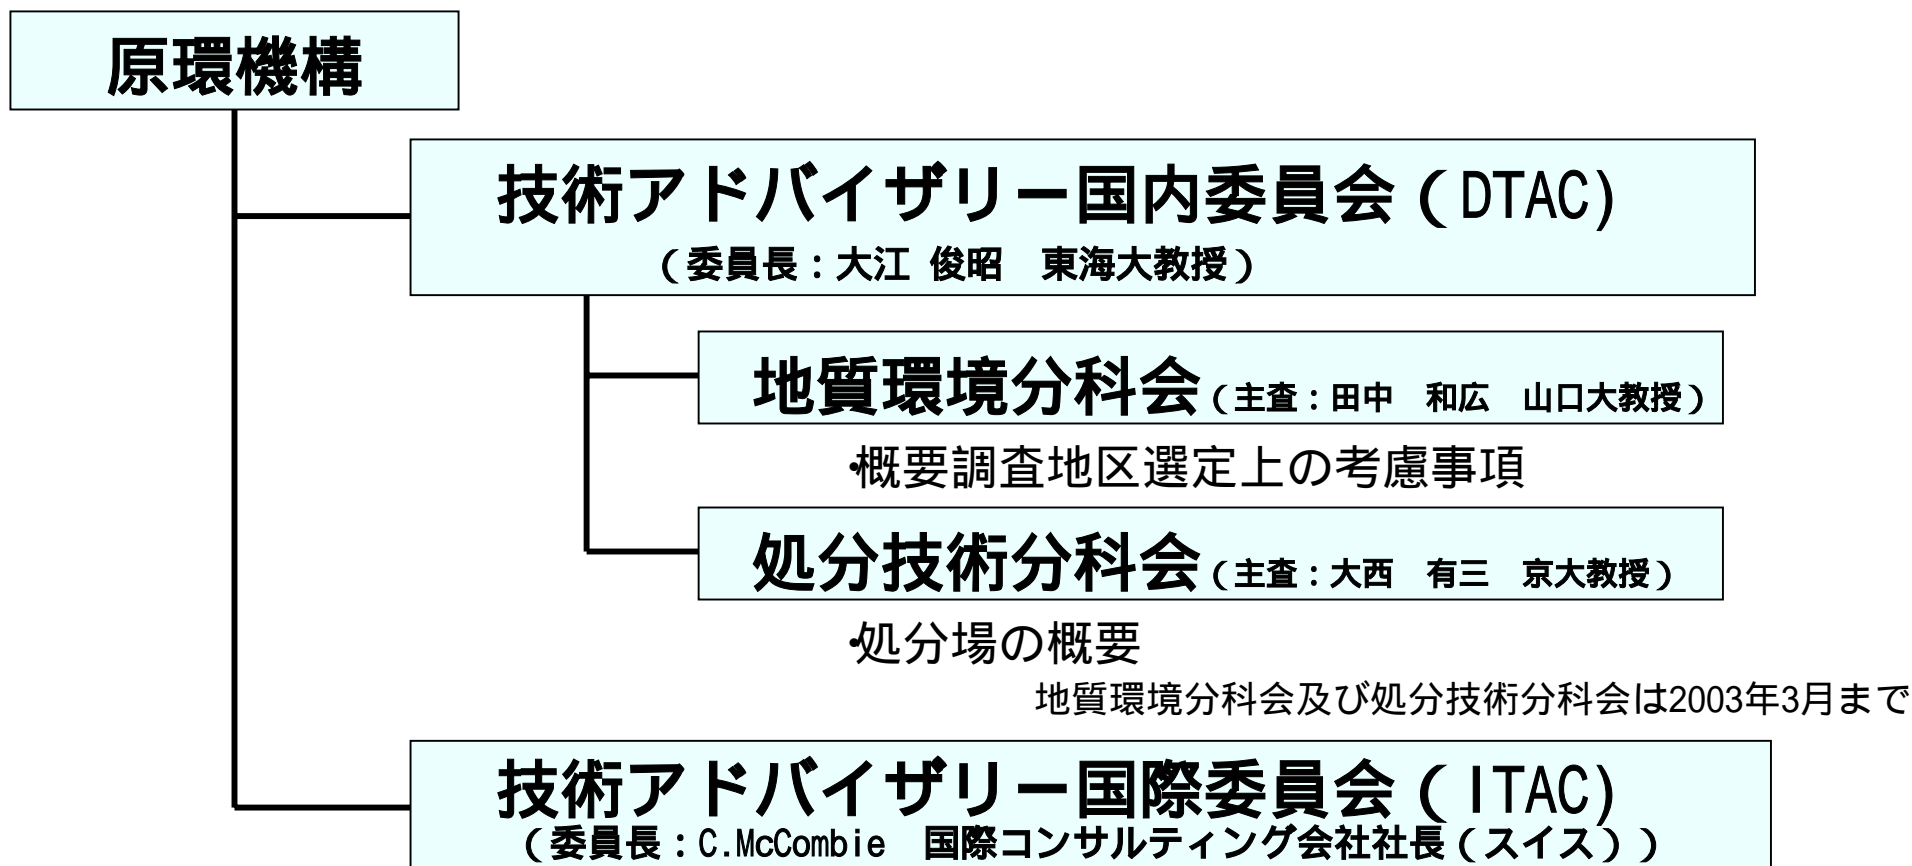 原環機構
技術アドバイザリー国内委員会(DTAC)
(委員長:大江 俊昭　東海大教授)
地質環境分科会(主査:田中　和広　山口大教授)
・概要調査地区選定上の考慮事項
処分技術分科会(主査:大西　有三　京大教授)
・処分場の概要
地質環境分科会及び処分技術分科会は2003年3月まで
技術アドバイザリー国際委員会(ITAC)
(委員長:C.McCombie　国際コンサルティング会社社長(スイス))